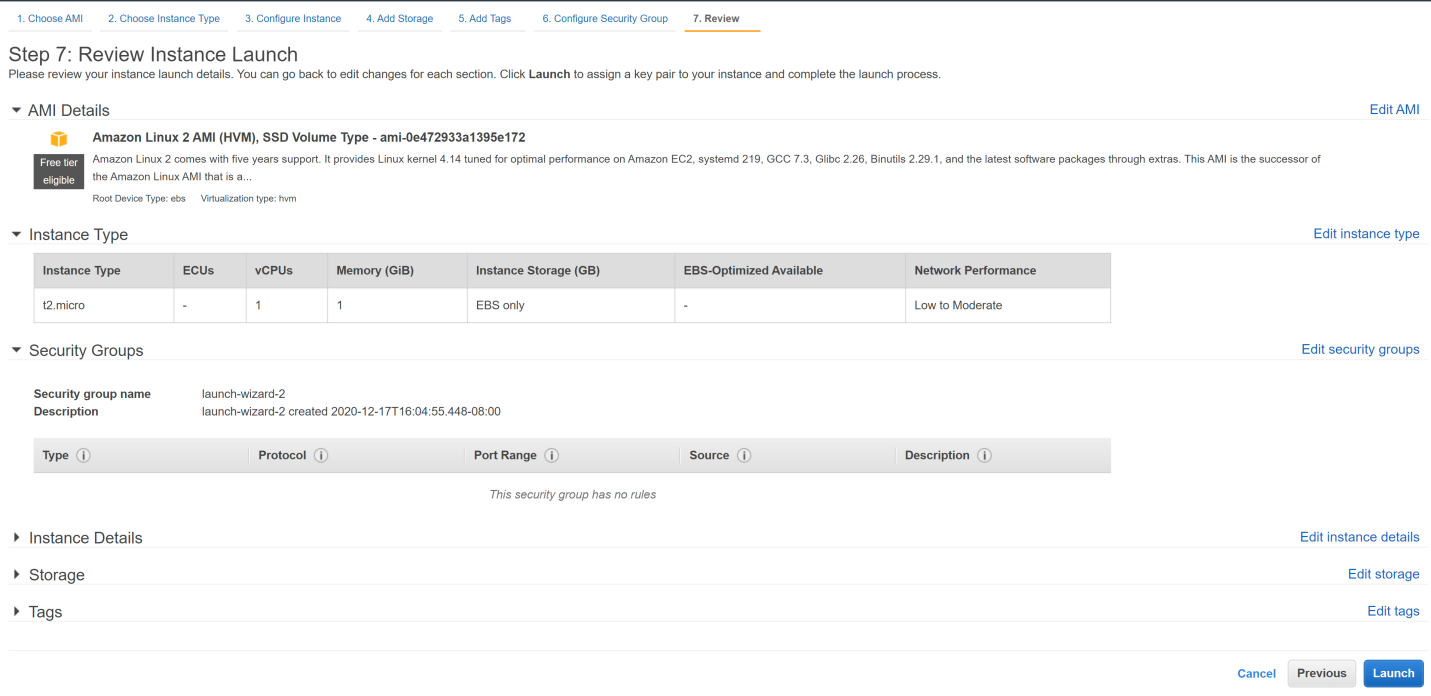 1. Choose AMI 2. Choose Instance Type 3. Configure Instance 4. Add Storage 5. Add Tags 6. Configure Security Group 7. Review
Step 7: Review Instance Launch
Please review your instance launch details. You can go back to edit changes for each section. Click Launch to assign a key pair to your instance and complete the launch process.
AMI Details Edit AMI
Amazon Linux 2 AMI (HVM), SSD Volume Type - ami-0e472933a1395e172
Free tier
eligible
Amazon Linux 2 comes with five years support. It provides Linux kernel 4.14 tuned for optimal performance on Amazon EC2, systemd 219, GCC 7.3, Glibc 2.26, Binutils 2.29.1, and the latest software packages through extras. This AMI is the successor of
the Amazon Linux AMI that is a...
Root Device Type: ebs Virtualization type: hvm
Instance Type Edit instance type
Instance Type ECUs vCPUs Memory (GiB) Instance Storage (GB) EBS-Optimized Available Network Performance
t2.micro - 1 1 EBS only - Low to Moderate
Security Groups Edit security groups
Security group name launch-wizard-2
Description launch-wizard-2 created 2020-12-17T16:04:55.448-08:00
Type i Protocol i Port Range i Source i Description i
This security group has no rules
Instance Details Edit instance details
Storage Edit storage
Tags Edit tags
Cancel Previous Launch